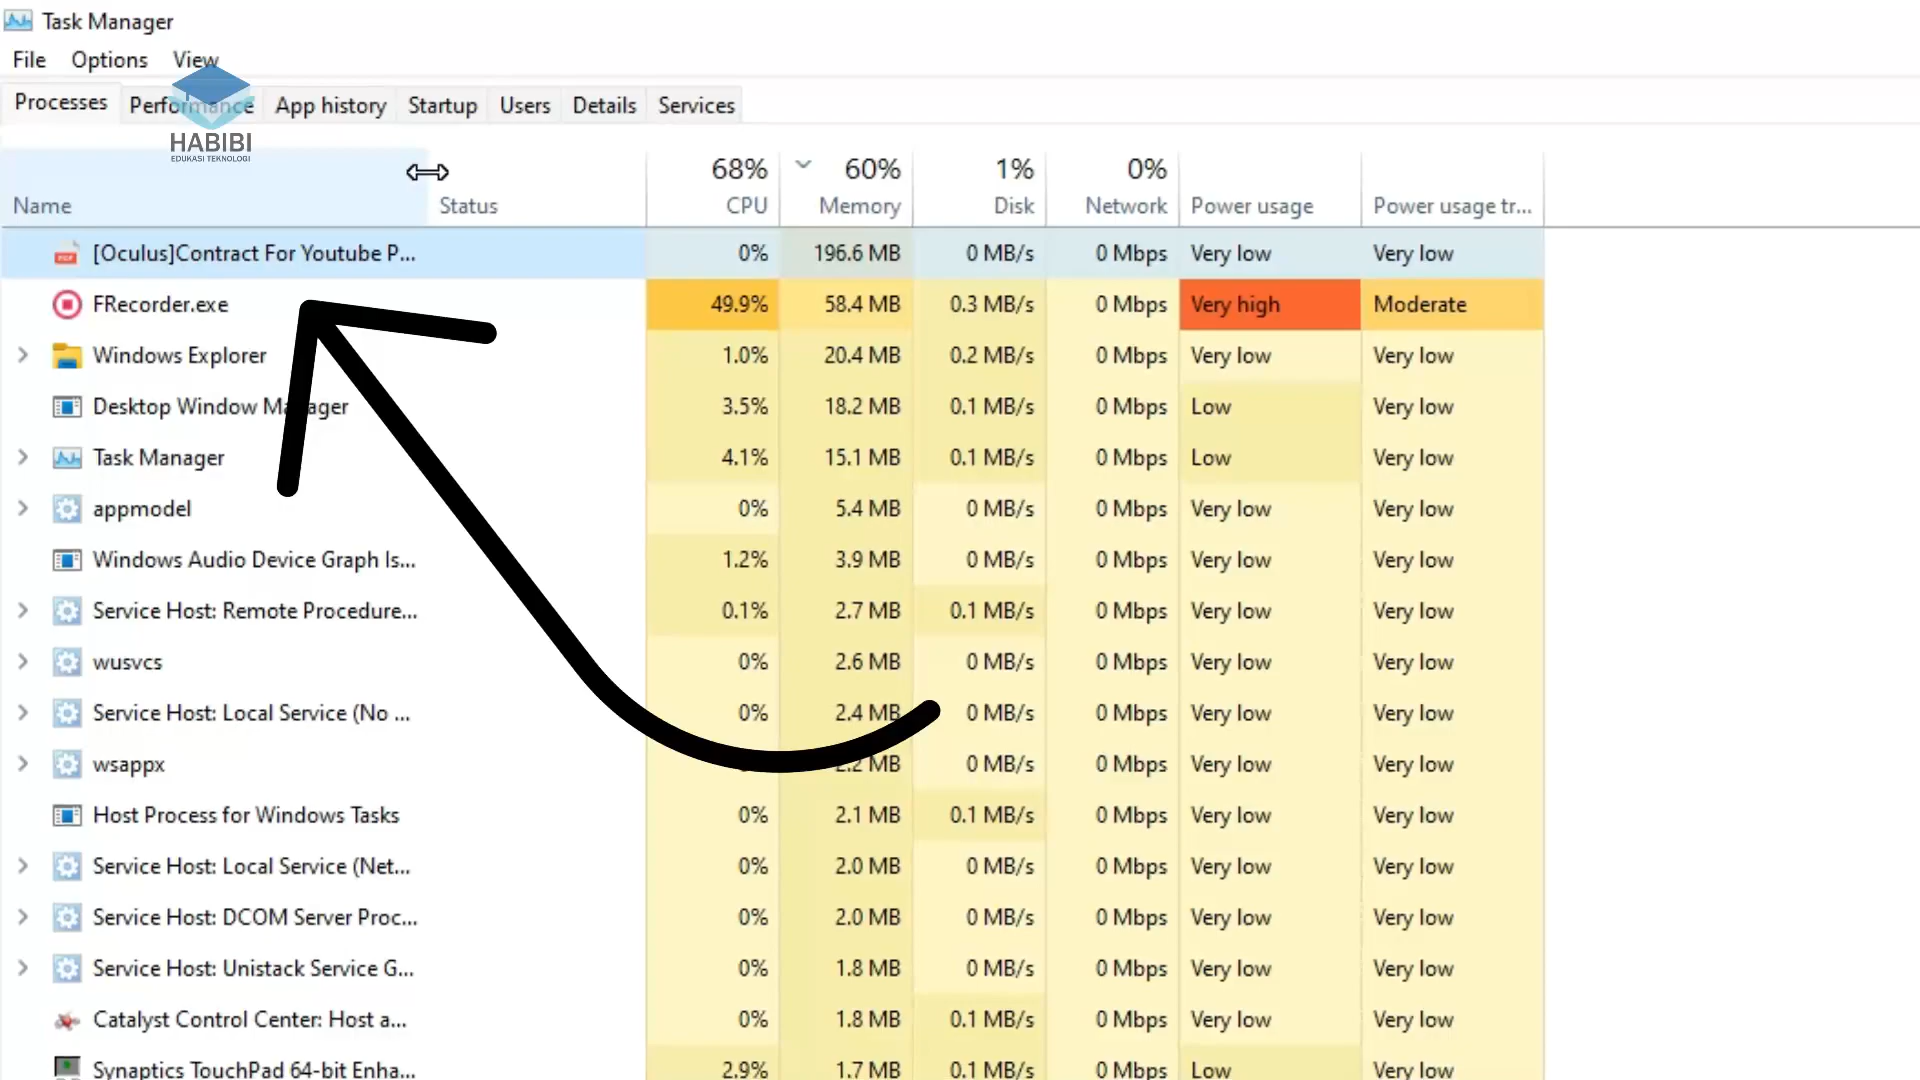 Task Manager
File Options View
Processes Performance App history Startup Users Details Services
HABIBI
EDUKASI TEKNOLOGI
68% 60% 1% 0%
Name Status CPU Memory Disk Network Power usage Power usage tr...
[Oculus]Contract For Youtube P... 0% 196.6 MB 0 MB/s 0 Mbps Very low Very low
FRecorder.exe 49.9% 58.4 MB 0.3 MB/s 0 Mbps Very high Moderate
Windows Explorer 1.0% 20.4 MB 0.2 MB/s 0 Mbps Very low Very low
Desktop Window Manager 3.5% 18.2 MB 0.1 MB/s 0 Mbps Low Very low
Task Manager 4.1% 15.1 MB 0.1 MB/s 0 Mbps Low Very low
appmodel 0% 5.4 MB 0 MB/s 0 Mbps Very low Very low
Windows Audio Device Graph Is... 1.2% 3.9 MB 0 MB/s 0 Mbps Very low Very low
Service Host: Remote Procedure... 0.1% 2.7 MB 0.1 MB/s 0 Mbps Very low Very low
wusvcs 0% 2.6 MB 0 MB/s 0 Mbps Very low Very low
Service Host: Local Service (No ... 0% 2.4 MB 0 MB/s 0 Mbps Very low Very low
wsappx 2.2 MB 0 MB/s 0 Mbps Very low Very low
Host Process for Windows Tasks 0% 2.1 MB 0.1 MB/s 0 Mbps Very low Very low
Service Host: Local Service (Net... 0% 2.0 MB 0 MB/s 0 Mbps Very low Very low
Service Host: DCOM Server Proc... 0% 2.0 MB 0 MB/s 0 Mbps Very low Very low
Service Host: Unistack Service G... 0% 1.8 MB 0 MB/s 0 Mbps Very low Very low
Catalyst Control Center: Host a... 0% 1.8 MB 0.1 MB/s 0 Mbps Very low Very low
Synaptics TouchPad 64-bit Enha... 2.9% 1.7 MB 0.1 MB/s 0 Mbps Low Very low